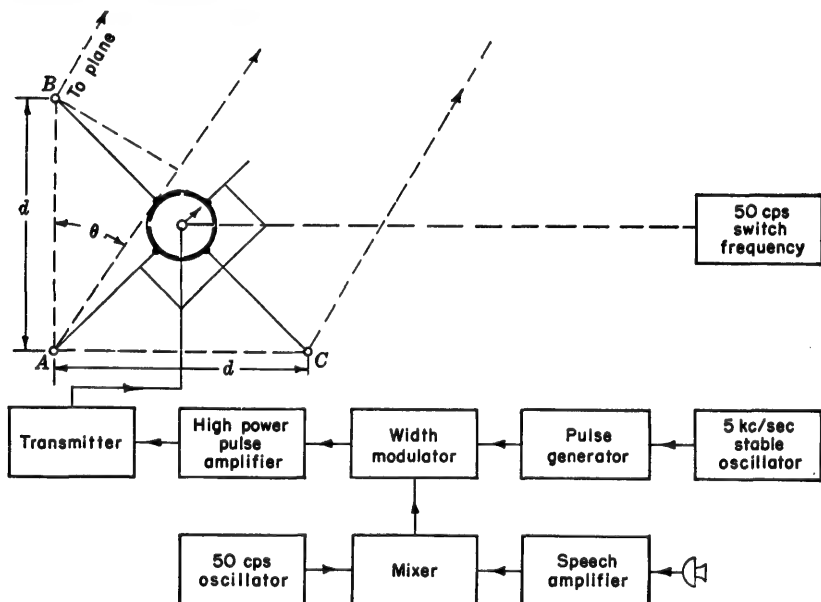 To plane
B
d
θ
50 cps
switch
frequency
A
C
d
Transmitter
High power
pulse
amplifier
Width
modulator
Pulse
generator
5 kc/sec
stable
oscillator
50 cps
oscillator
Mixer
Speech
amplifier